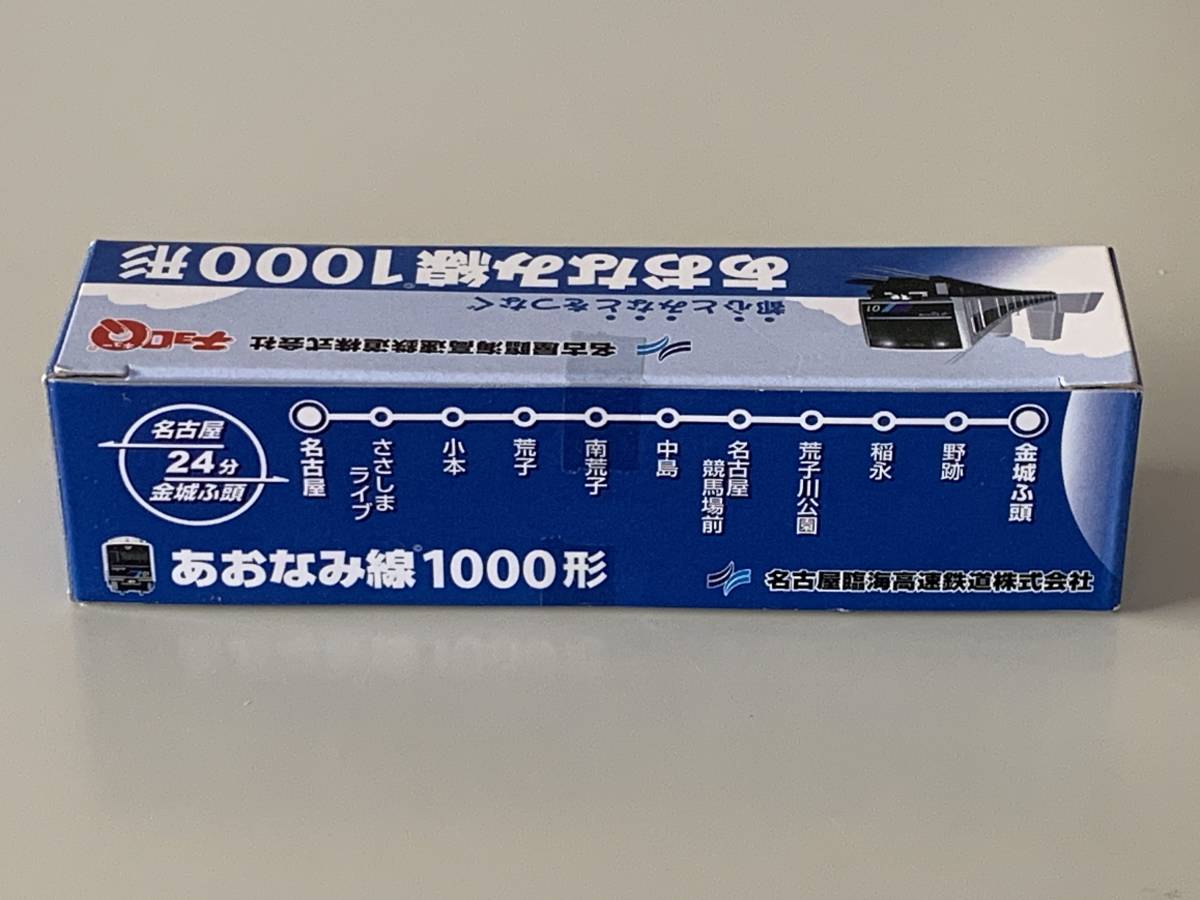 あおなみ線©1000形
都心とみなとをつなぐ
名古屋臨海高速鉄道株式会社
チョロQ
名古屋
24分
金城ふ頭
名古屋
ささしま
ライブ
小本
荒子
南荒子
中島
名古屋
競馬場前
荒子川公園
稲永
野跡
金城ふ頭
あおなみ線©1000形
名古屋臨海高速鉄道株式会社